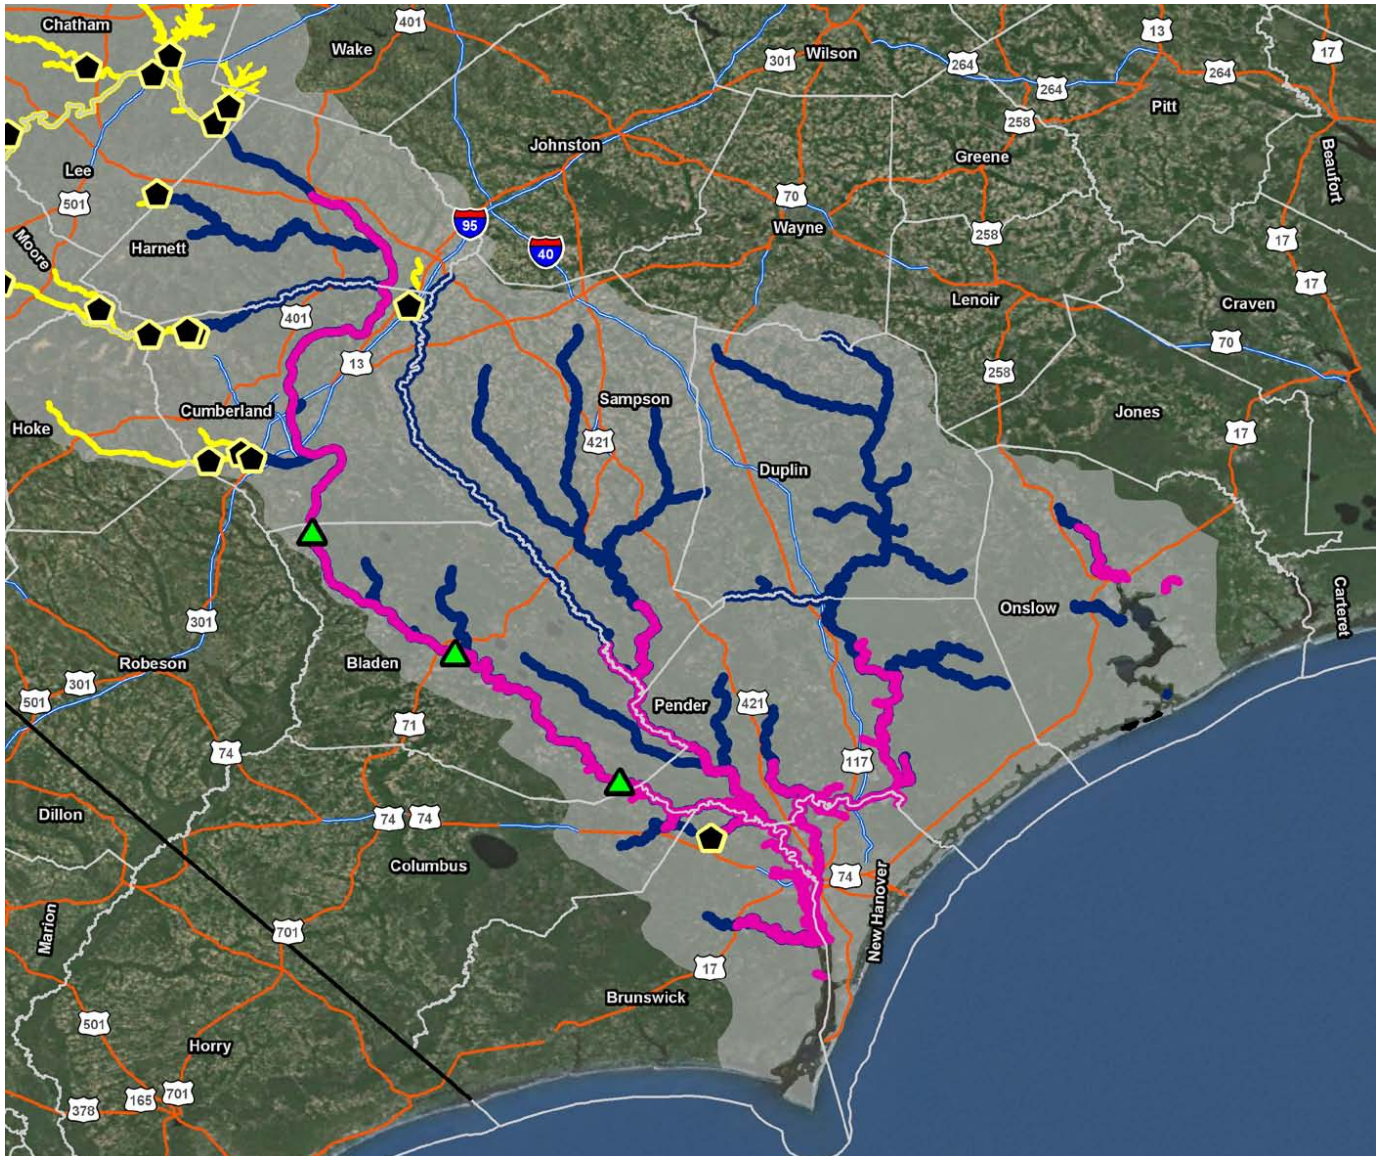 Chatham
401
Wake
13
17
Wilson
301
264
264
264
Pitt
258
Johnston
Greene
Beaufort
Lee
501
70
Wayne
95
258
17
Moore
Harnett
40
17
Lenoir
Craven
401
70
13
258
Sampson
Cumberland
Jones
Hoke
421
17
Duplin
Onslow
Carteret
301
Robeson
Bladen
301
501
Pender
421
71
74
117
Dillon
74
74
Columbus
74
Marion
701
New Hanover
17
Brunswick
501
Horry
701
165
378